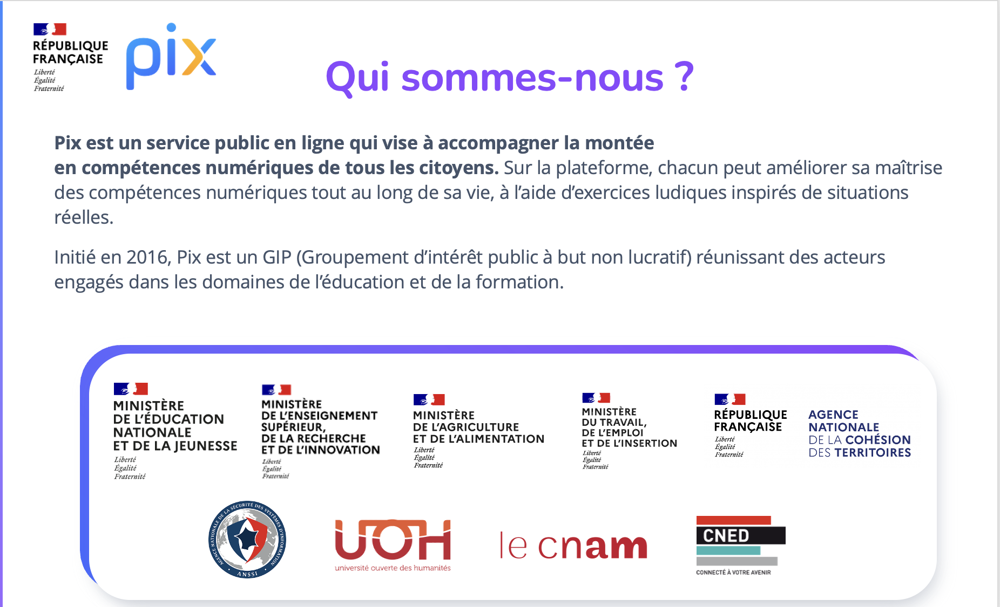 RÉPUBLIQUE
FRANÇAISE
Liberté
Égalité
Fraternité
pix
Qui sommes-nous ?
Pix est un service public en ligne qui vise à accompagner la montée
en compétences numériques de tous les citoyens. Sur la plateforme, chacun peut améliorer sa maîtrise
des compétences numériques tout au long de sa vie, à l’aide d’exercices ludiques inspirés de situations
réelles.
Initié en 2016, Pix est un GIP (Groupement d’intérêt public à but non lucratif) réunissant des acteurs
engagés dans les domaines de l’éducation et de la formation.
MINISTÈRE
DE L’ÉDUCATION
NATIONALE
ET DE LA JEUNESSE
Liberté
Égalité
Fraternité
MINISTÈRE
DE L’ENSEIGNEMENT
SUPÉRIEUR,
DE LA RECHERCHE
ET DE L’INNOVATION
Liberté
Égalité
Fraternité
MINISTÈRE
DE L’AGRICULTURE
ET DE L’ALIMENTATION
Liberté
Égalité
Fraternité
MINISTÈRE
DU TRAVAIL,
DE L’EMPLOI
ET DE L’INSERTION
Liberté
Égalité
Fraternité
RÉPUBLIQUE
FRANÇAISE
Liberté
Égalité
Fraternité
AGENCE
NATIONALE
DE LA COHÉSION
DES TERRITOIRES
AGENCE NATIONALE DE LA SÉCURITÉ DES SYSTÈMES D’INFORMATION
ANSSI
UOH
université ouverte des humanités
le cnam
CNED
CONNECTÉ À VOTRE AVENIR